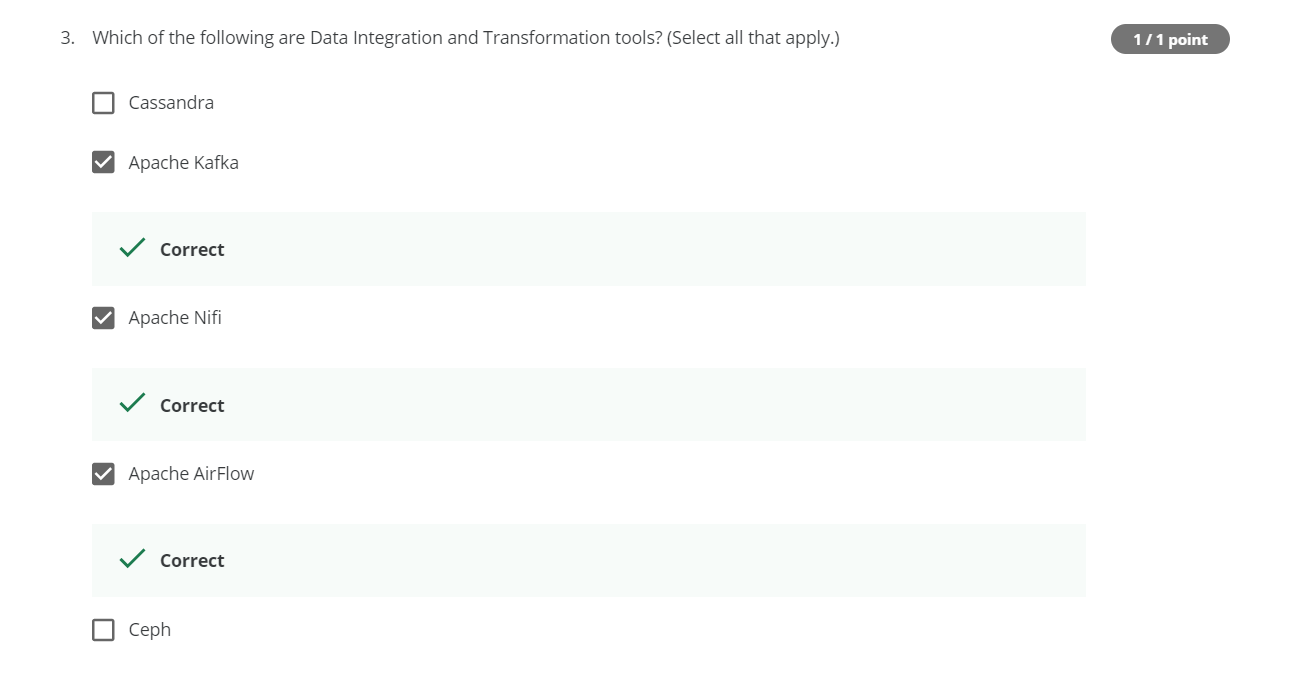 3. Which of the following are Data Integration and Transformation tools? (Select all that apply.)
1 / 1 point
Cassandra
Apache Kafka
Correct
Apache Nifi
Correct
Apache AirFlow
Correct
Ceph